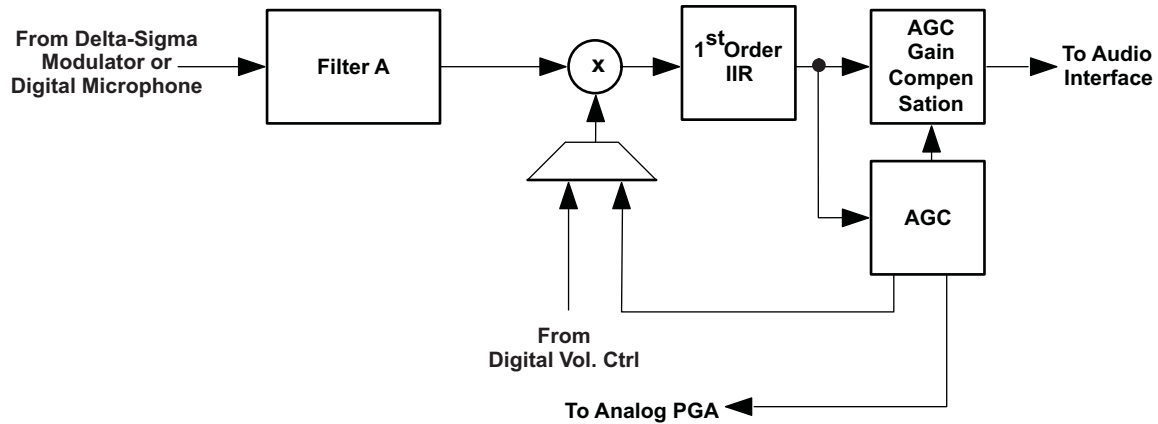 From Delta-Sigma
Modulator or
Digital Microphone
Filter A
x
1st Order
IIR
AGC
Gain
Compen
Sation
To Audio
Interface
AGC
From
Digital Vol. Ctrl
To Analog PGA